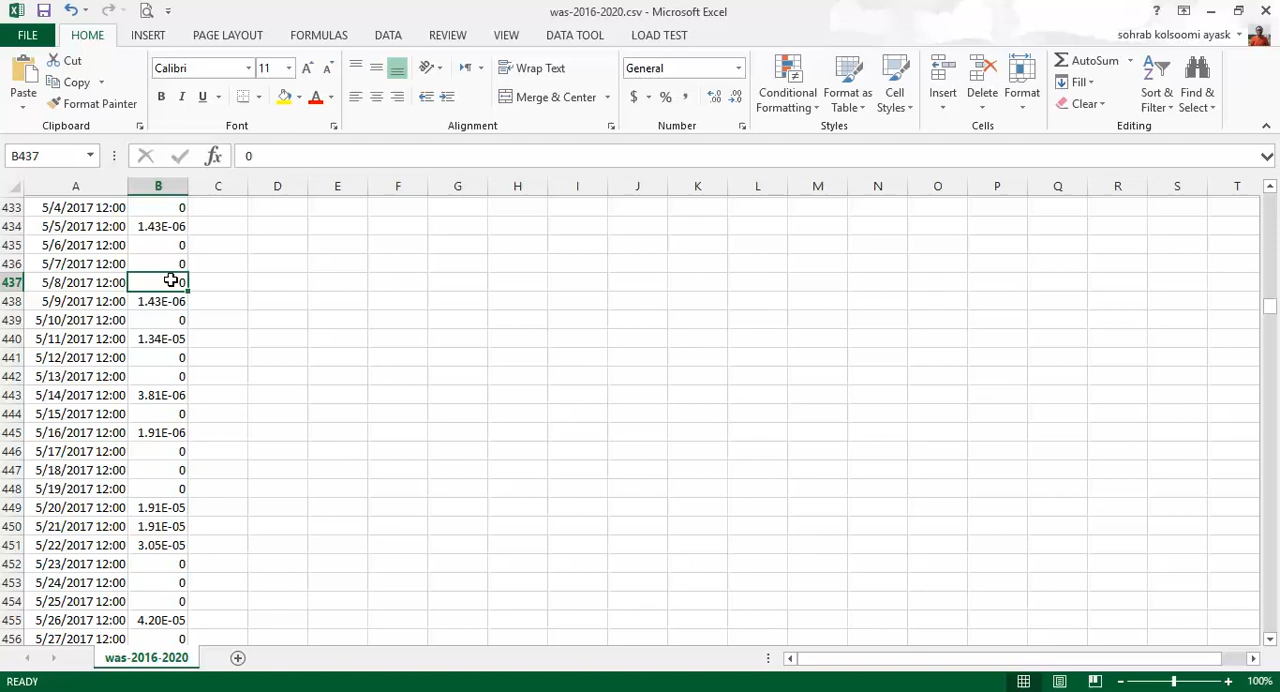 was-2016-2020.csv - Microsoft Excel
?
FILE HOME INSERT PAGE LAYOUT FORMULAS DATA REVIEW VIEW DATA TOOL LOAD TEST sohrab kolsoomi ayask
Paste
Cut
Copy
Format Painter
Clipboard
Calibri 11
B I U A
Font
Wrap Text
Merge & Center
Alignment
General
$ % ,
Number
Conditional Formatting
Format as Table
Cell Styles
Styles
Insert Delete Format
Cells
AutoSum
Fill
Clear
Sort & Filter
Find & Select
Editing
B437 fx 0
A B C D E F G H I J K L M N O P Q R S T
433 5/4/2017 12:00 0
434 5/5/2017 12:00 1.43E-06
435 5/6/2017 12:00 0
436 5/7/2017 12:00 0
437 5/8/2017 12:00 0
438 5/9/2017 12:00 1.43E-06
439 5/10/2017 12:00 0
440 5/11/2017 12:00 1.34E-05
441 5/12/2017 12:00 0
442 5/13/2017 12:00 0
443 5/14/2017 12:00 3.81E-06
444 5/15/2017 12:00 0
445 5/16/2017 12:00 1.91E-06
446 5/17/2017 12:00 0
447 5/18/2017 12:00 0
448 5/19/2017 12:00 0
449 5/20/2017 12:00 1.91E-05
450 5/21/2017 12:00 1.91E-05
451 5/22/2017 12:00 3.05E-05
452 5/23/2017 12:00 0
453 5/24/2017 12:00 0
454 5/25/2017 12:00 0
455 5/26/2017 12:00 4.20E-05
456 5/27/2017 12:00 0
was-2016-2020
READY 100%